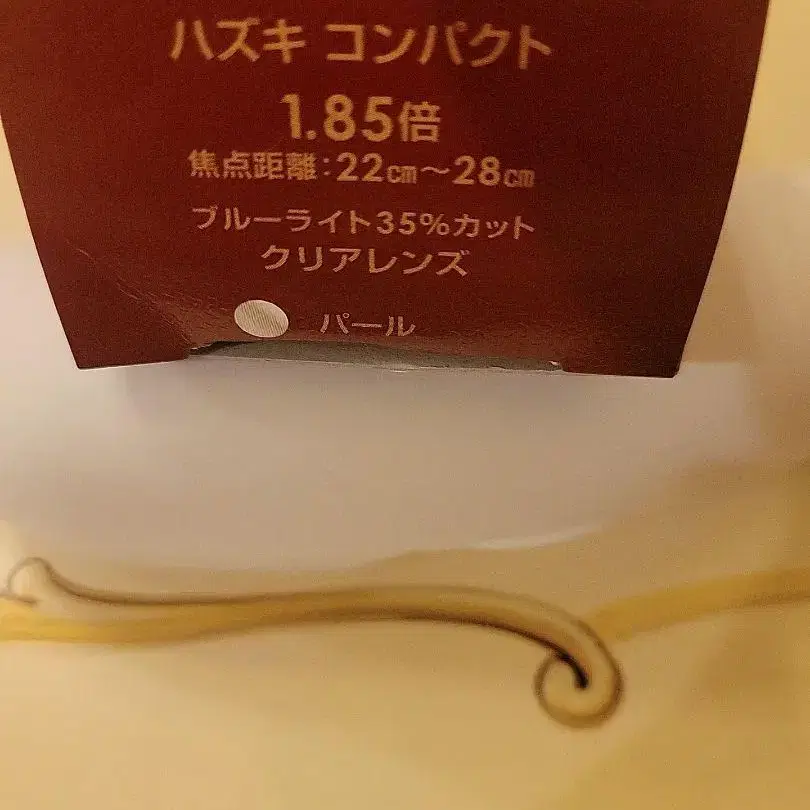 ハズキ コンパクト
1.85倍
焦点距離:22㎝～28㎝
ブルーライト35%カット
クリアレンズ
パール